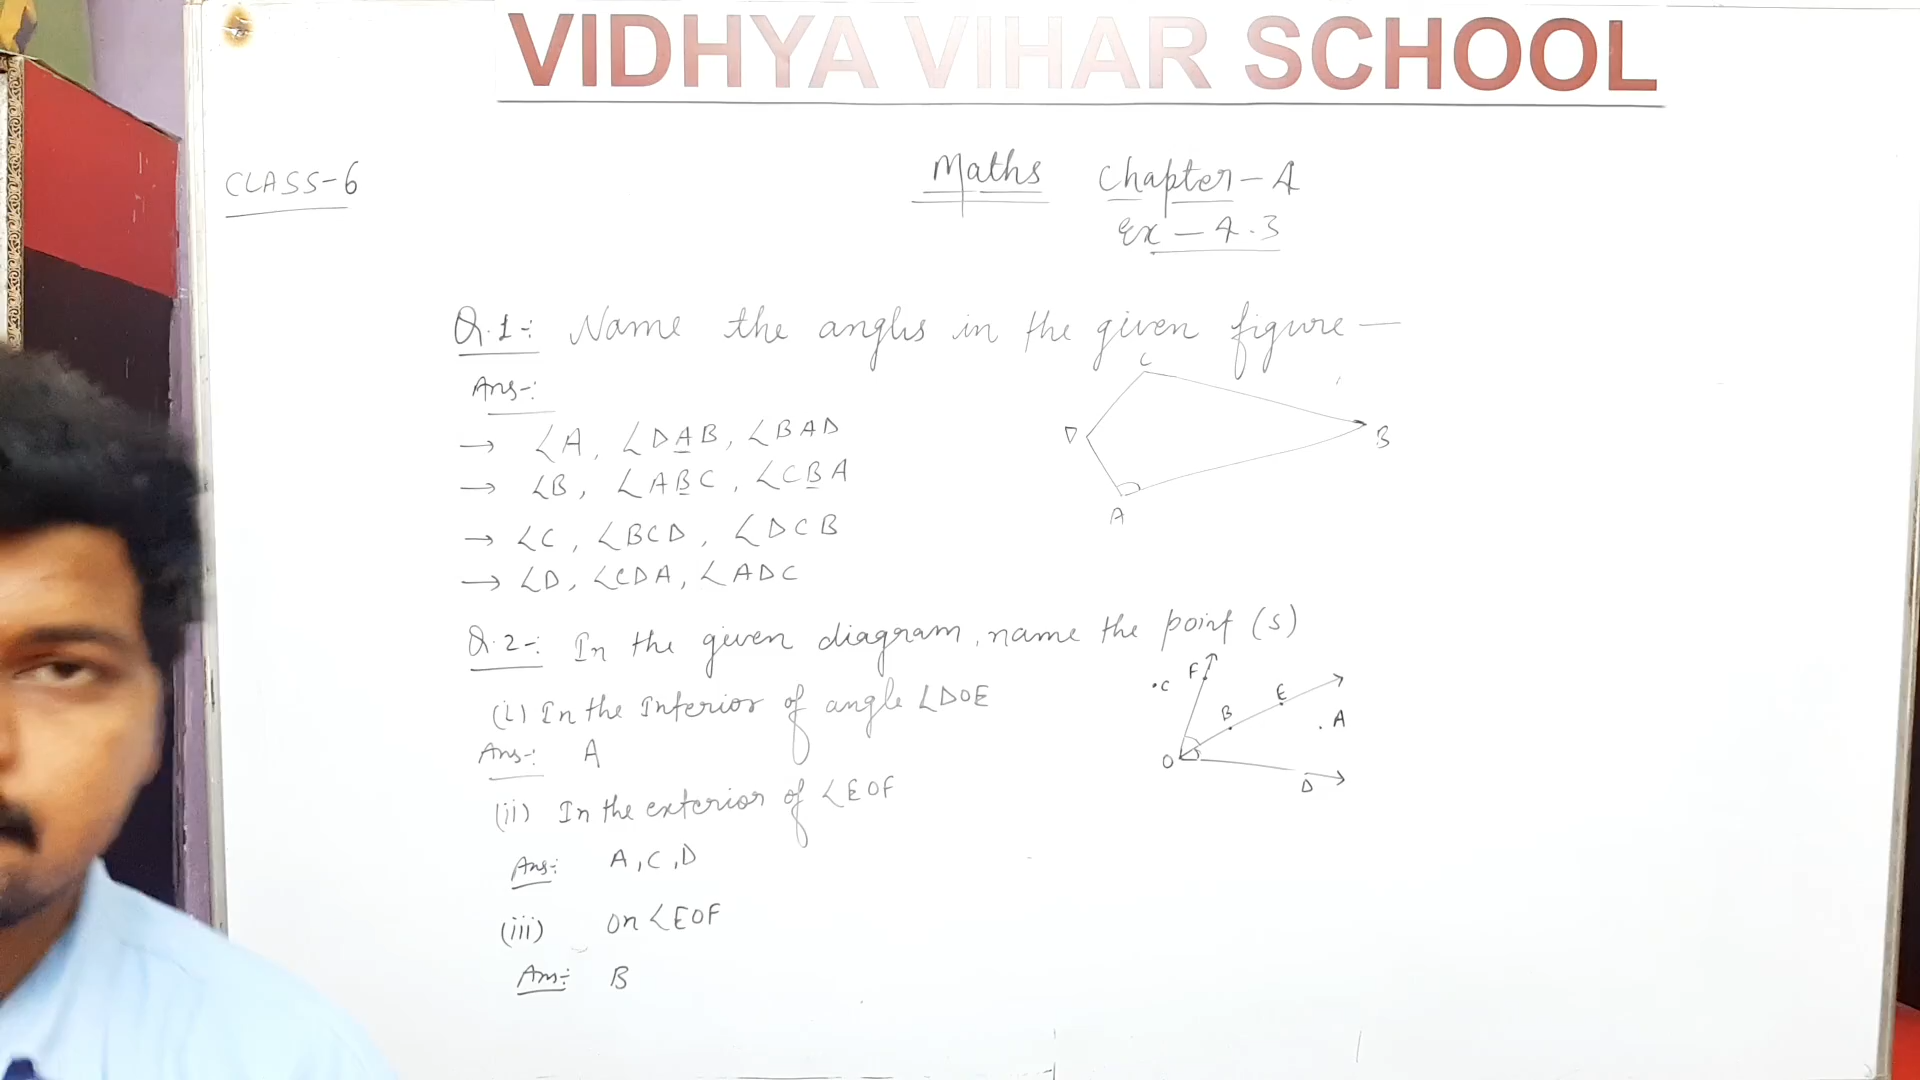 VIDHYA VIHAR SCHOOL
CLASS-6
Maths Chapter-4
Ex - 4.3
Q.1:- Name the angles in the given figure —
Ans-:
→ ∠A, ∠DAB, ∠BAD
→ ∠B, ∠ABC, ∠CBA
→ ∠C, ∠BCD, ∠DCB
→ ∠D, ∠CDA, ∠ADC
C
D
B
A
Q.2-: In the given diagram, name the point (s)
(i) In the Interior of angle ∠DOE
Ans-: A
(ii) In the exterior of ∠EOF
Ans:- A, C, D
(iii) on ∠EOF
Ans:- B
.C F
E
B
. A
O
D